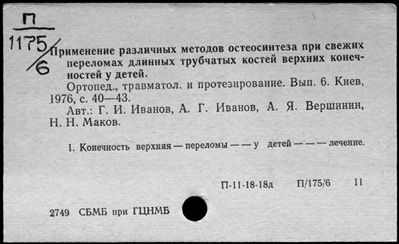 П
1175/6
Применение различных методов остеосинтеза при свежих
переломах длинных трубчатых костей верхних конеч-
ностей у детей.
Ортопед., травматол. и протезирование. Вып. 6. Киев,
1976, с. 40—43.
Авт.: Г. И. Иванов, А. Г. Иванов, А. Я. Вершинин,
Н. Н. Маков.
1. Конечность верхняя — переломы — — у детей — — — лечение.
П-11-18-18д П/175/6 11
2749 СБМБ при ГЦНМБ